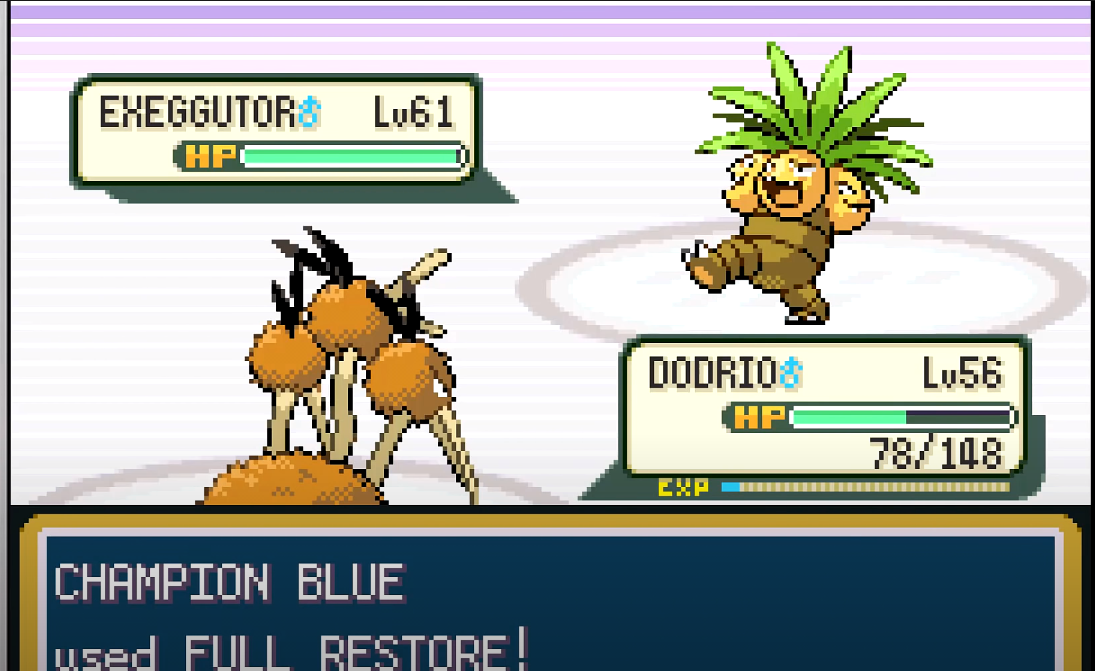 EXEGGUTOR♂ Lv61
HP
DODRIO♂ Lv56
HP
78/148
EXP
CHAMPION BLUE
used FULL RESTORE!